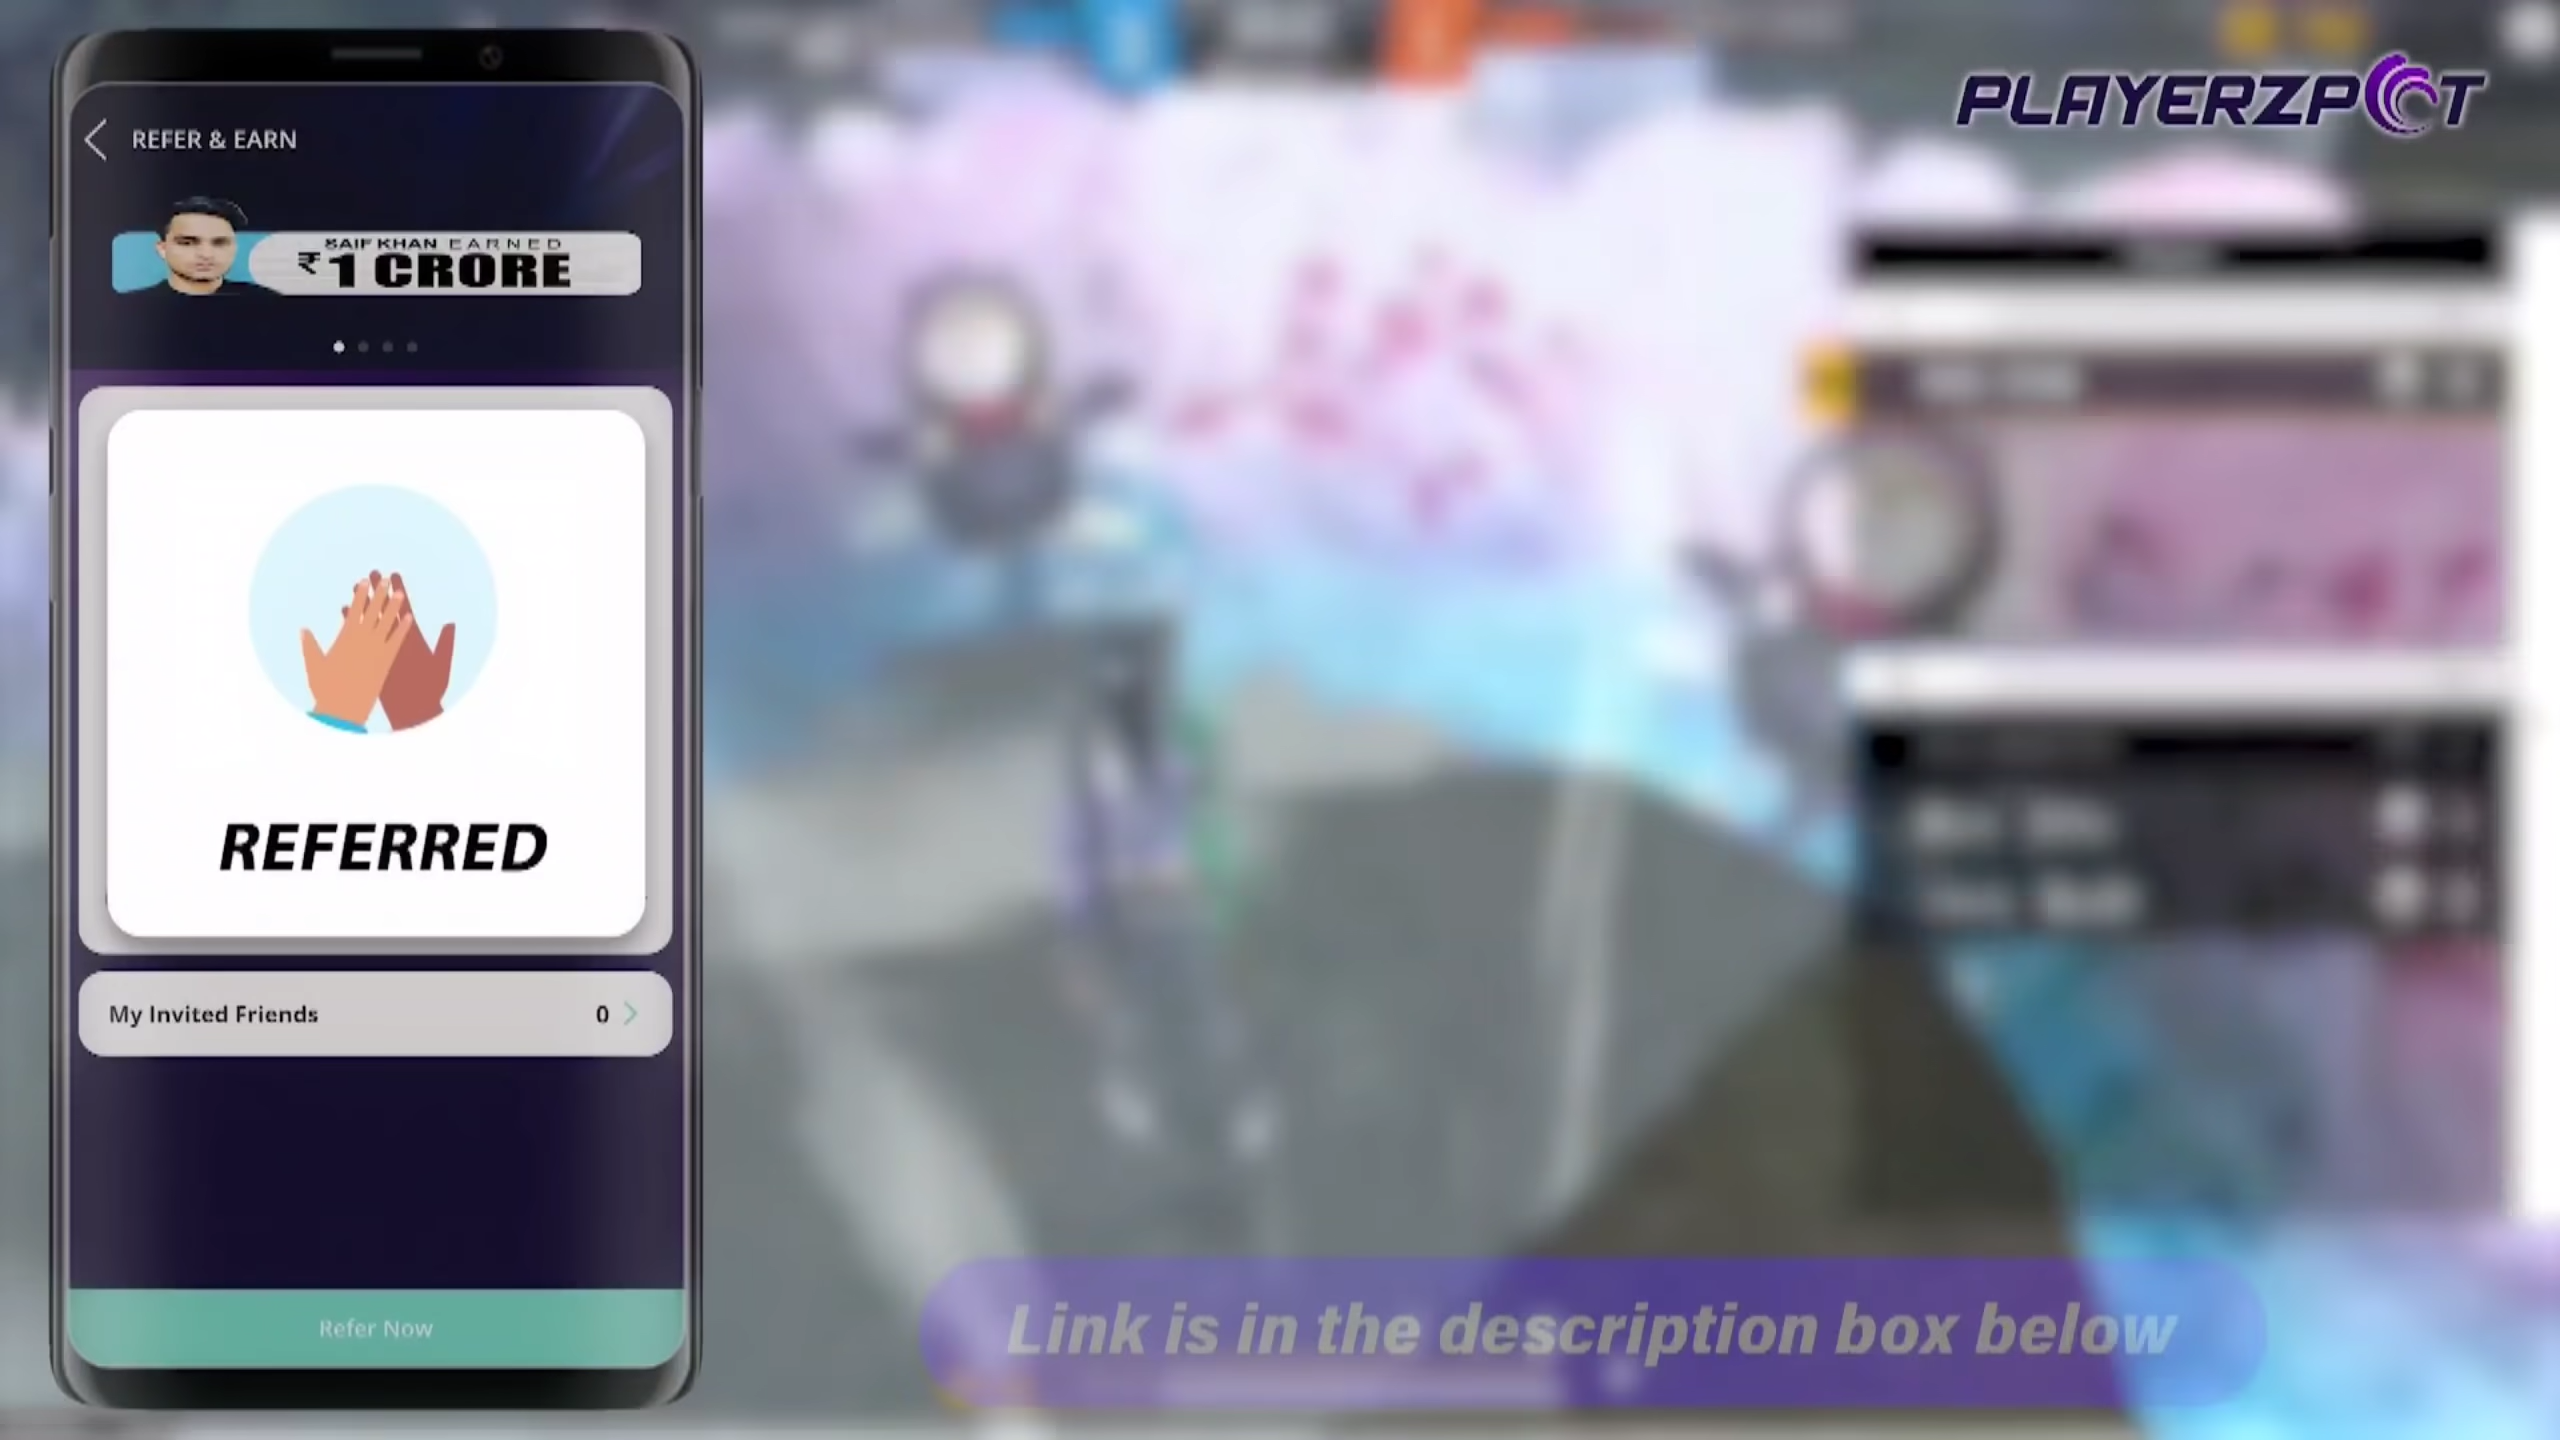 REFER & EARN
SAIF KHAN EARNED
₹1 CRORE
REFERRED
My Invited Friends 0
Refer Now
PLAYERZPOT
Link is in the description box below